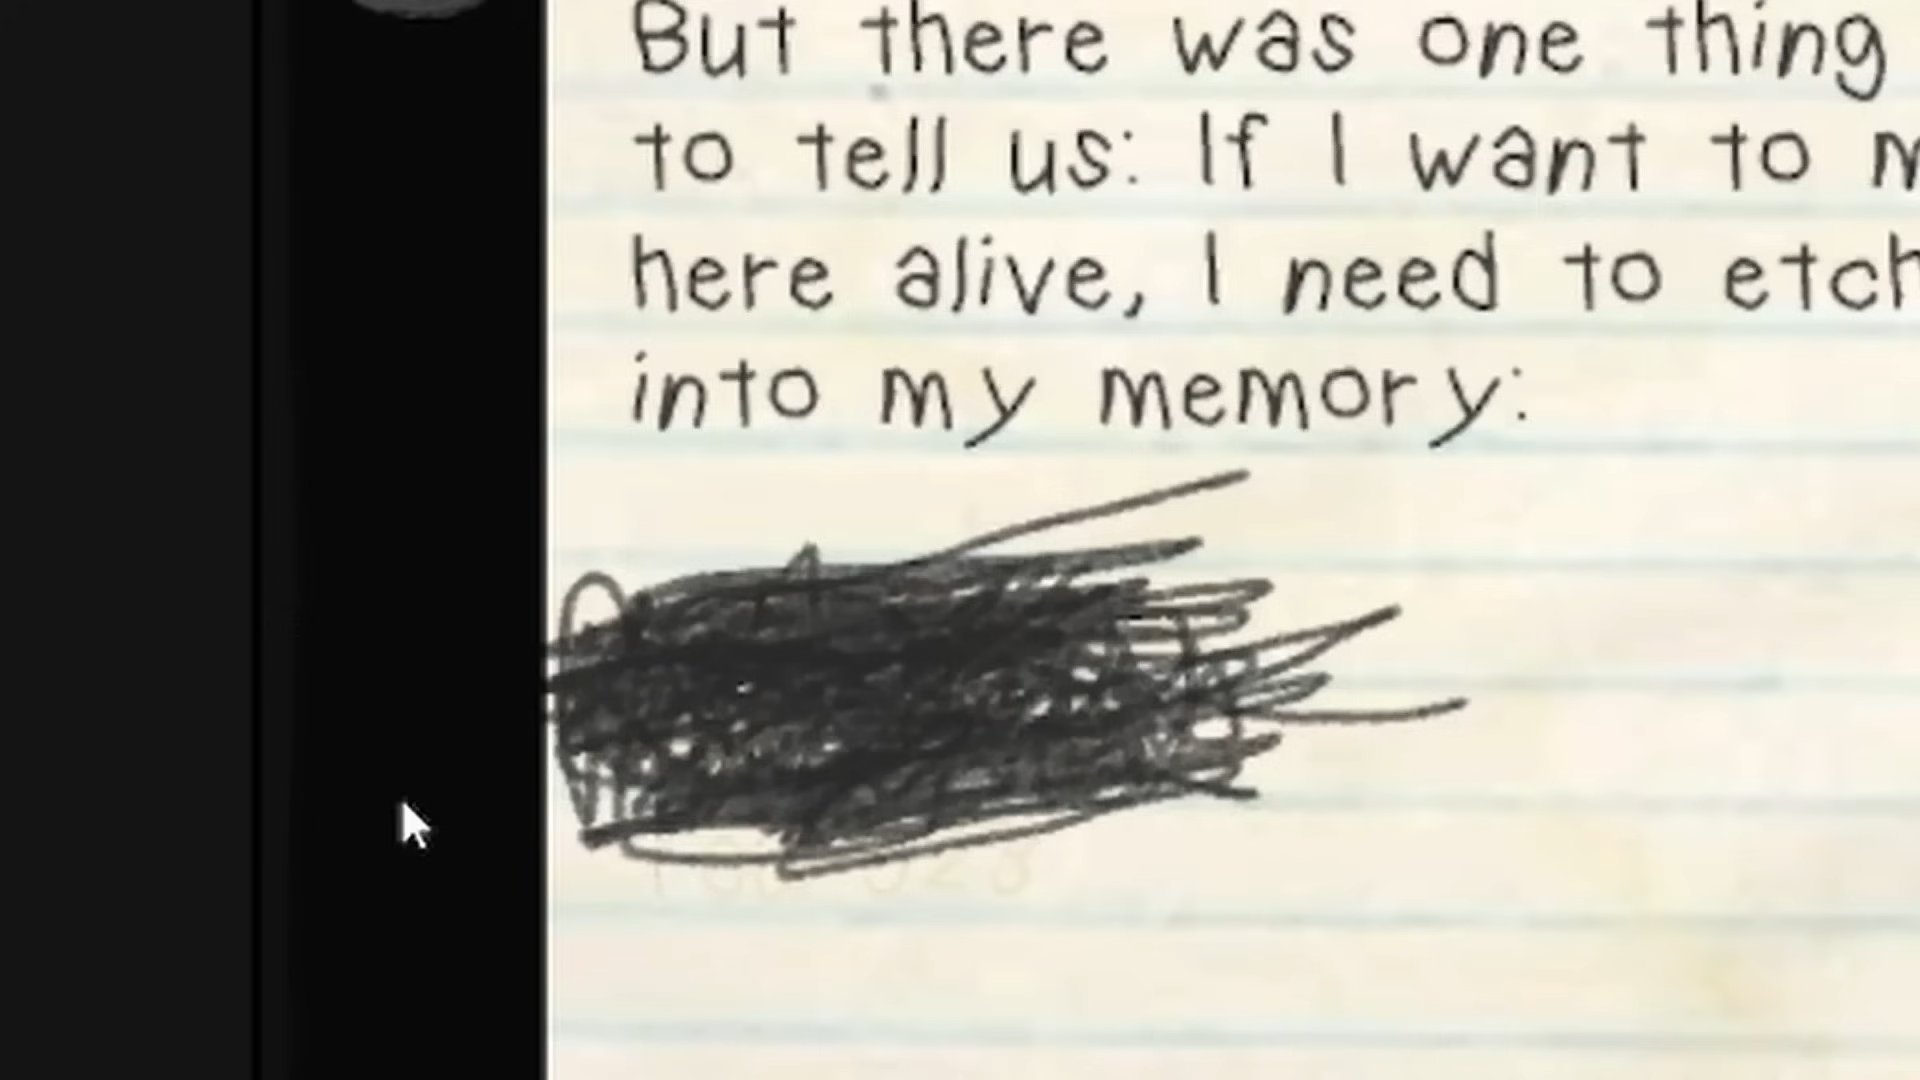 But there was one thing
to tell us: If I want to
here alive, I need to etch
into my memory: